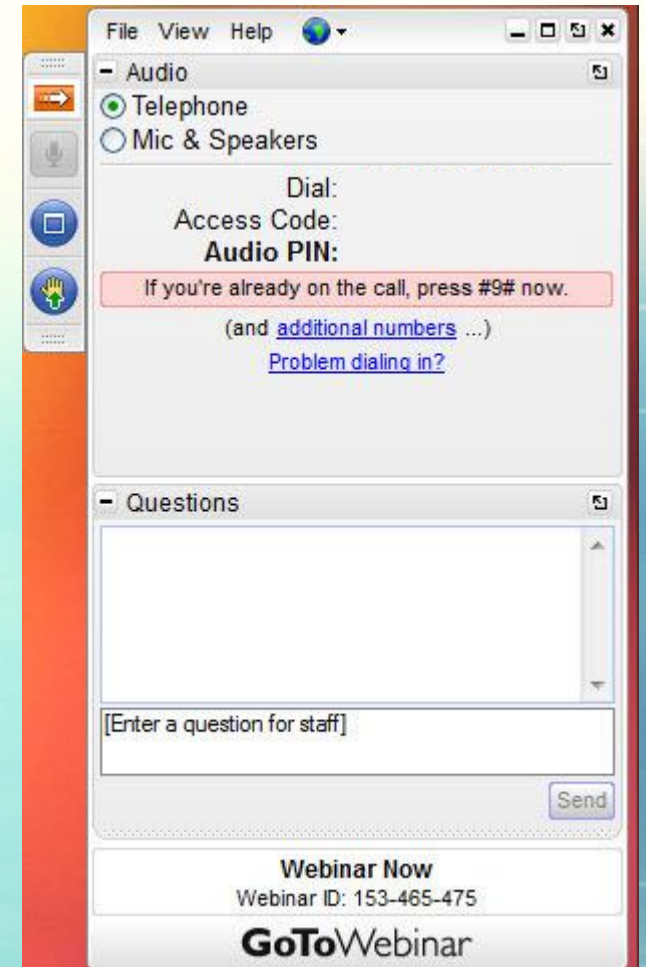 File View Help
Audio
Telephone
Mic & Speakers
Dial:
Access Code:
Audio PIN:
If you're already on the call, press #9# now.
(and additional numbers ...)
Problem dialing in?
Questions
[Enter a question for staff]
Send
Webinar Now
Webinar ID: 153-465-475
GoToWebinar